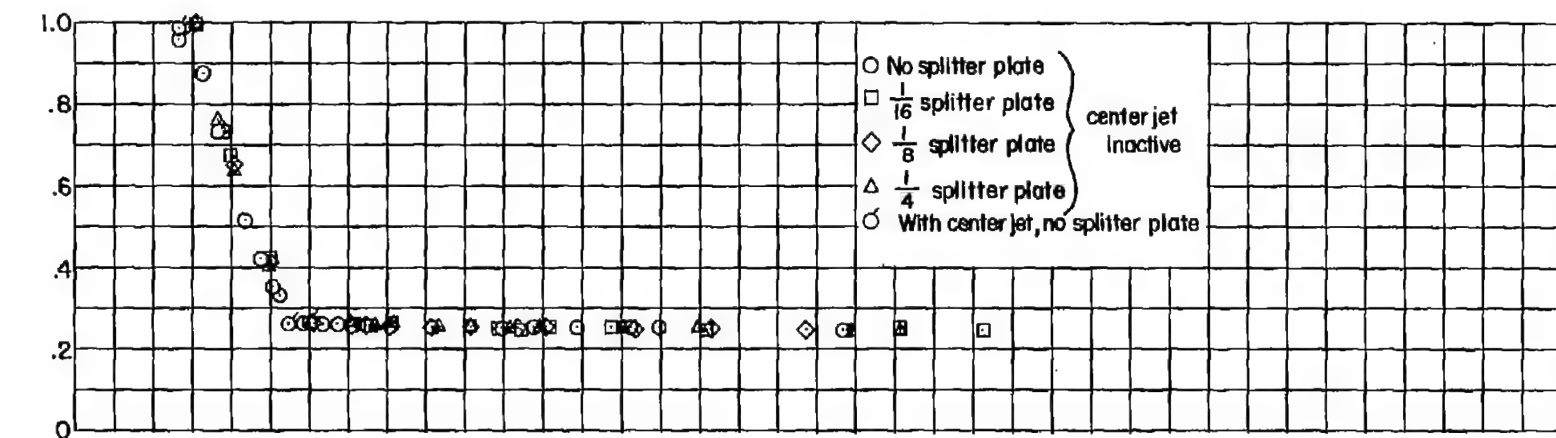 1.0
.8
.6
.4
.2
0
No splitter plate
1/16 splitter plate
1/8 splitter plate
1/4 splitter plate
center jet
inactive
With center jet, no splitter plate